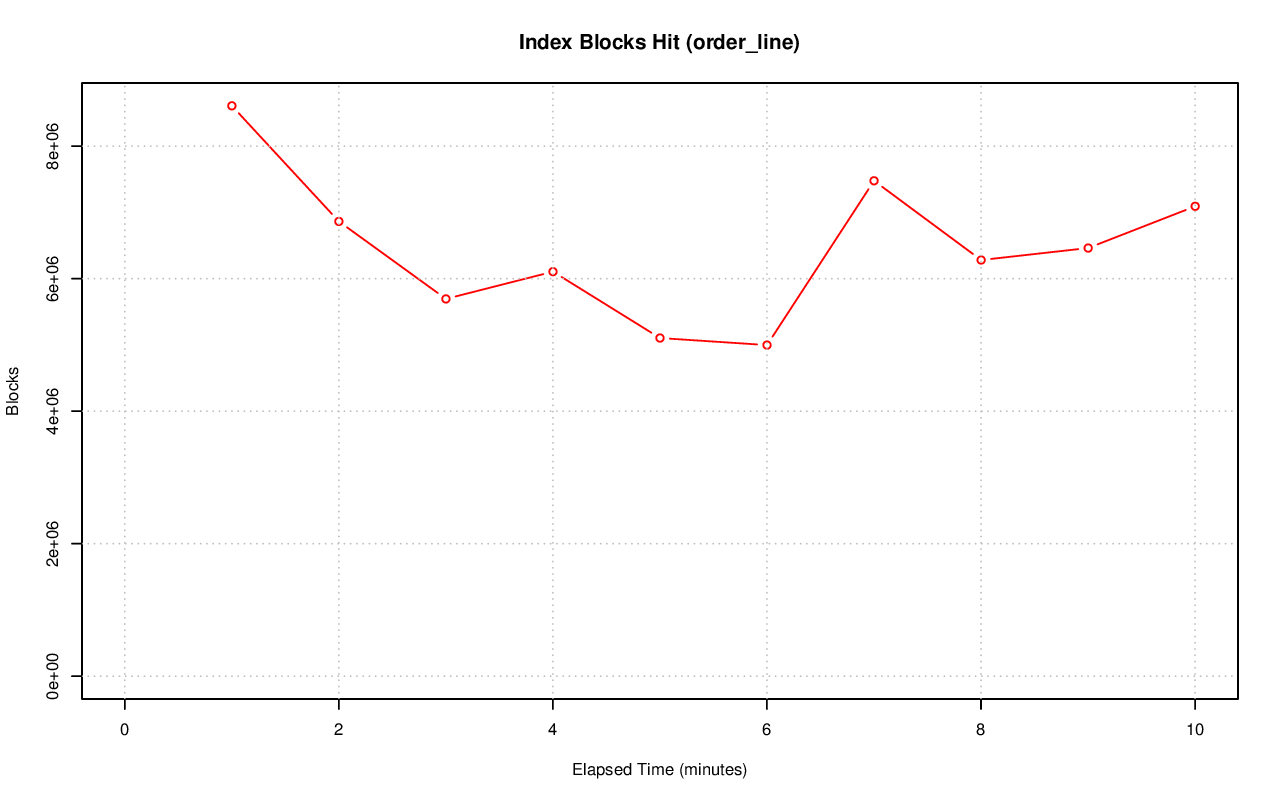 Index Blocks Hit (order_line)
8e+06
6e+06
4e+06
2e+06
0e+00
Blocks
0 2 4 6 8 10
Elapsed Time (minutes)